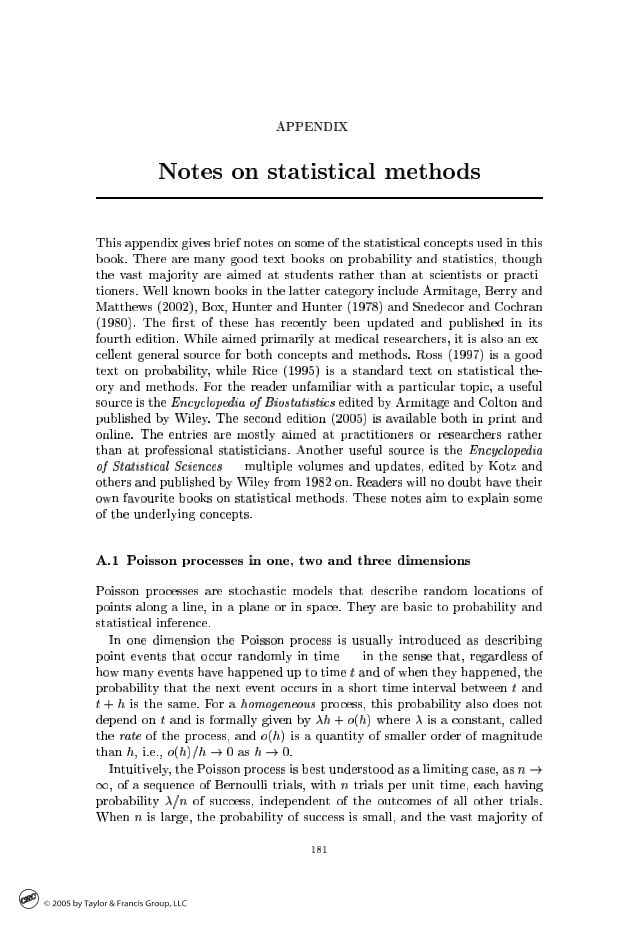 APPENDIX
Notes on statistical methods
This appendix gives brief notes on some of the statistical concepts used in this
book. There are many good text books on probability and statistics, though
the vast majority are aimed at students rather than at scientists or practi
tioners. Well known books in the latter category include Armitage, Berry and
Matthews (2002), Box, Hunter and Hunter (1978) and Snedecor and Cochran
(1980). The first of these has recently been updated and published in its
fourth edition. While aimed primarily at medical researchers, it is also an ex
cellent general source for both concepts and methods. Ross (1997) is a good
text on probability, while Rice (1995) is a standard text on statistical the-
ory and methods. For the reader unfamiliar with a particular topic, a useful
source is the Encyclopedia of Biostatistics edited by Armitage and Colton and
published by Wiley. The second edition (2005) is available both in print and
online. The entries are mostly aimed at practitioners or researchers rather
than at professional statisticians. Another useful source is the Encyclopedia
of Statistical Sciences multiple volumes and updates, edited by Kotz and
others and published by Wiley from 1982 on. Readers will no doubt have their
own favourite books on statistical methods. These notes aim to explain some
of the underlying concepts.
A.1 Poisson processes in one, two and three dimensions
Poisson processes are stochastic models that describe random locations of
points along a line, in a plane or in space. They are basic to probability and
statistical inference.
In one dimension the Poisson process is usually introduced as describing
point events that occur randomly in time in the sense that, regardless of
how many events have happened up to time t and of when they happened, the
probability that the next event occurs in a short time interval between t and
t + h is the same. For a homogeneous process, this probability also does not
depend on t and is formally given by λh + o(h) where λ is a constant, called
the rate of the process, and o(h) is a quantity of smaller order of magnitude
than h, i.e., o(h)/h → 0 as h → 0.
Intuitively, the Poisson process is best understood as a limiting case, as n →
∞, of a sequence of Bernoulli trials, with n trials per unit time, each having
probability λ/n of success, independent of the outcomes of all other trials.
When n is large, the probability of success is small, and the vast majority of
181
CRC
© 2005 by Taylor & Francis Group, LLC